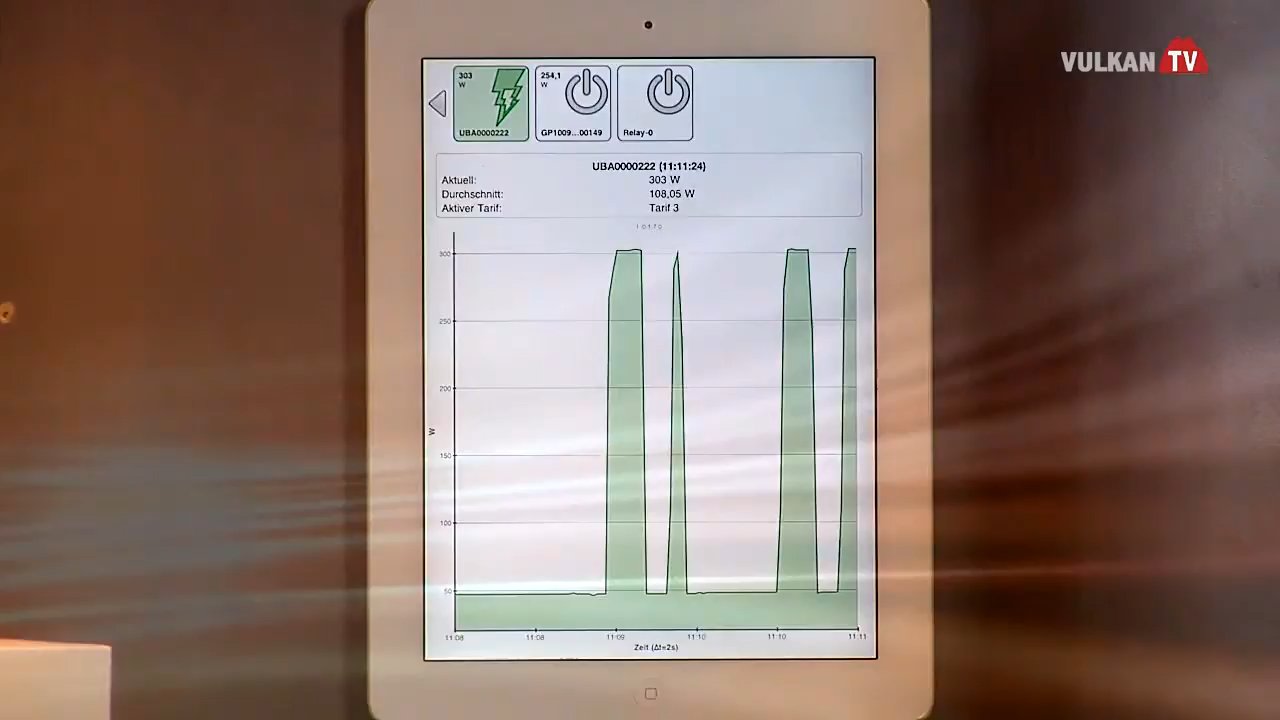 VULKAN TV
303
W
UBA0000222
254,1
W
GP1009...00149
Relay-0
UBA0000222 (11:11:24)
Aktuell: 303 W
Durchschnitt: 108,05 W
Aktiver Tarif: Tarif 3
300
250
200
W
150
100
50
11:08 11:08 11:09 11:10 11:10 11:11
Zeit (Δt=2s)